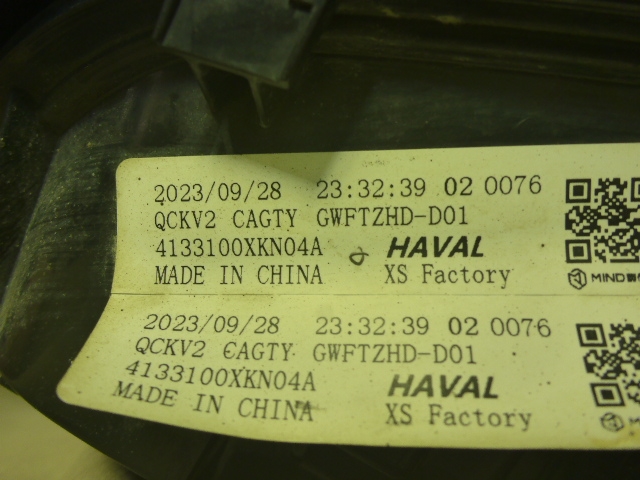 2023/09/28 23:32:39 02 0076
QCKV2 CAGTY GWFTZHD-D01
4133100XKN04A HAVAL
MADE IN CHINA XS Factory
MIND
2023/09/28 23:32:39 02 0076
QCKV2 CAGTY GWFTZHD-D01
4133100XKN04A HAVAL
MADE IN CHINA XS Factory